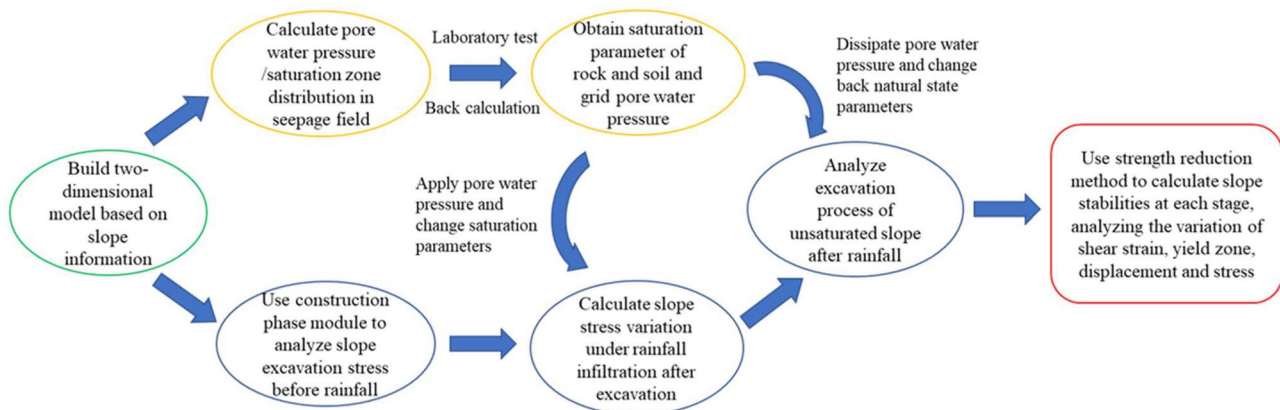 Build two-
dimensional
model based on
slope
information
Calculate pore
water pressure
/saturation zone
distribution in
seepage field
Laboratory test
Back calculation
Obtain saturation
parameter of
rock and soil and
grid pore water
pressure
Dissipate pore water
pressure and change
back natural state
parameters
Apply pore water
pressure and
change saturation
parameters
Use construction
phase module to
analyze slope
excavation stress
before rainfall
Calculate slope
stress variation
under rainfall
infiltration after
excavation
Analyze
excavation
process of
unsaturated slope
after rainfall
Use strength reduction
method to calculate slope
stabilities at each stage,
analyzing the variation of
shear strain, yield zone,
displacement and stress